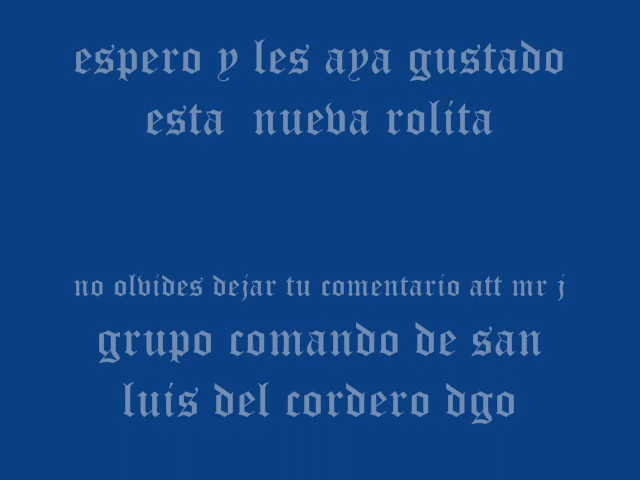 espero y les aya gustado
esta nueva rolita
no olvides dejar tu comentario att mr j
grupo comando de san
luis del cordero dgo